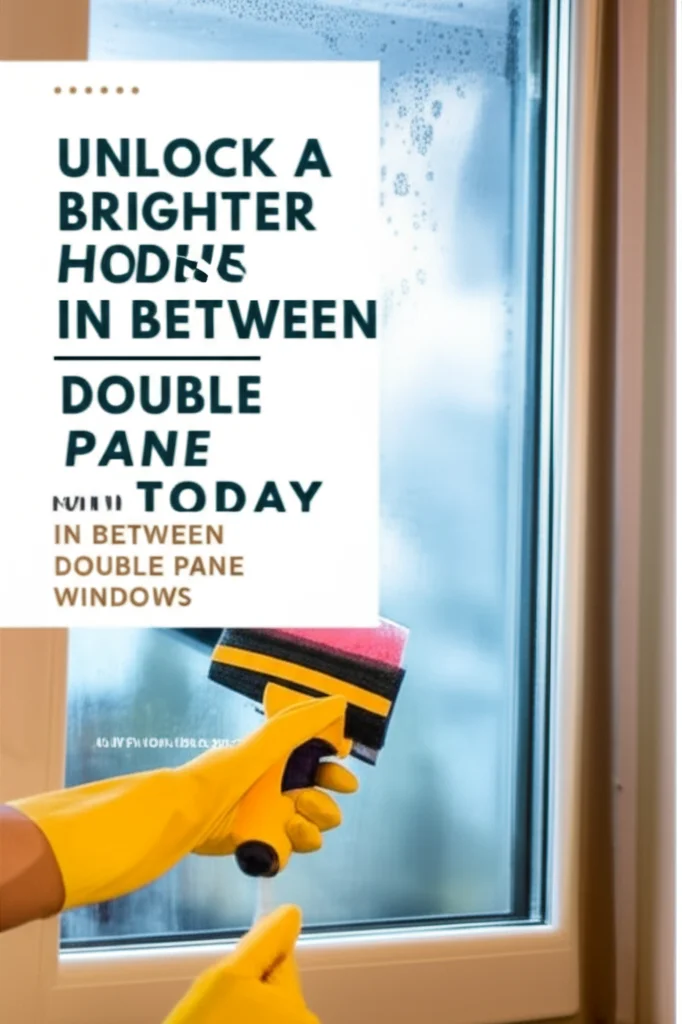 UNLOCK A
BRIGHTER
IN BETWEEN
DOUBLE
PANE
TODAY
IN BETWEEN
DOUBLE PANE
WINDOWS